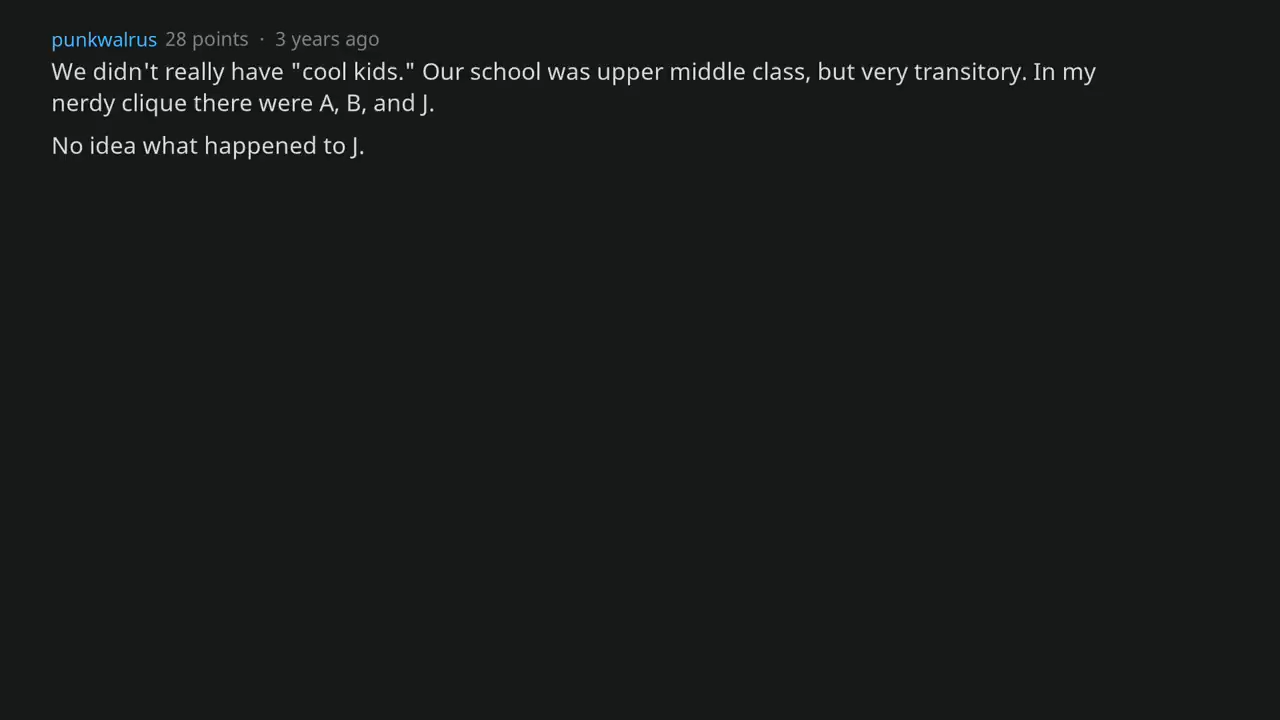 punkwalrus 28 points · 3 years ago
We didn't really have "cool kids." Our school was upper middle class, but very transitory. In my
nerdy clique there were A, B, and J.
No idea what happened to J.